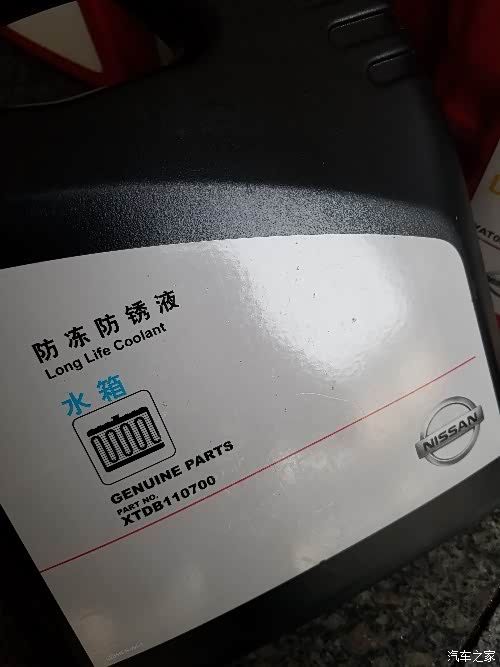 防冻防锈液
Long Life Coolant
水箱
GENUINE PARTS
PART NO.
XTDB110700
NISSAN
汽车之家